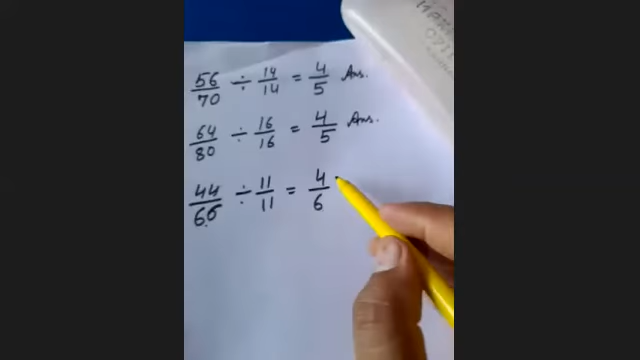 56/70 ÷ 14/14 = 4/5 Ans.
64/80 ÷ 16/16 = 4/5 Ans.
44/66 ÷ 11/11 = 4/6